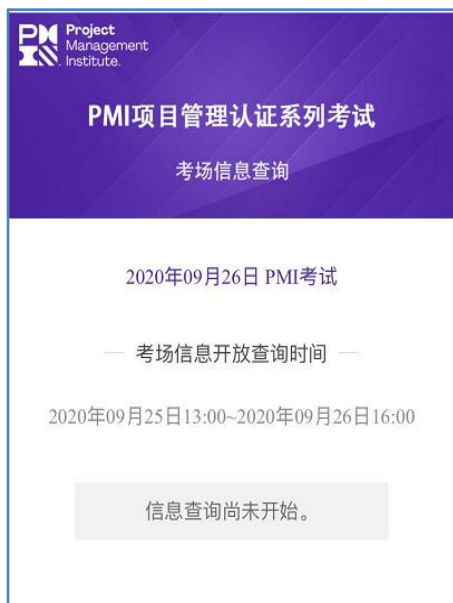 Project
Management
Institute.
PMI项目管理认证系列考试
考场信息查询
2020年09月26日 PMI考试
考场信息开放查询时间
2020年09月25日13:00~2020年09月26日16:00
信息查询尚未开始。